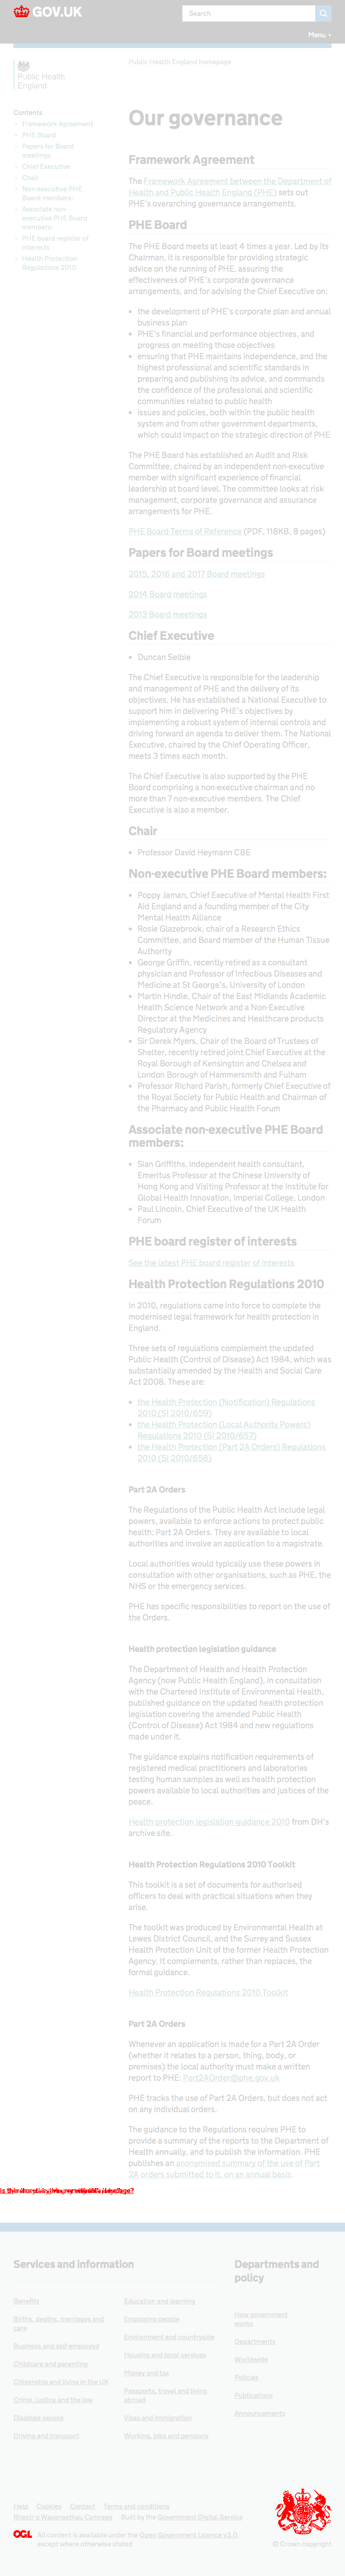 GOV.UK
Search
Menu
Public Health
England
Public Health England homepage
Contents
Framework Agreement
PHE Board
Papers for Board
meetings
Chief Executive
Chair
Non-executive PHE
Board members:
Associate non-
executive PHE Board
members:
PHE board register of
interests
Health Protection
Regulations 2010
Our governance
Framework Agreement
The Framework Agreement between the Department of
Health and Public Health England (PHE) sets out
PHE's overarching governance arrangements.
PHE Board
The PHE Board meets at least 4 times a year. Led by its
Chairman, it is responsible for providing strategic
advice on the running of PHE, assuring the
effectiveness of PHE's corporate governance
arrangements, and for advising the Chief Executive on:
the development of PHE's corporate plan and annual
business plan
PHE's financial and performance objectives, and
progress on meeting those objectives
ensuring that PHE maintains independence, and the
highest professional and scientific standards in
preparing and publishing its advice, and commands
the confidence of professional and scientific
communities related to public health
issues and policies, both within the public health
system and from other government departments,
which could impact on the strategic direction of PHE
The PHE Board has established an Audit and Risk
Committee, chaired by an independent non-executive
member with significant experience of financial
leadership at board level. The committee looks at risk
management, corporate governance and assurance
arrangements for PHE.
PHE Board Terms of Reference (PDF, 118KB, 8 pages)
Papers for Board meetings
2015, 2016 and 2017 Board meetings
2014 Board meetings
2013 Board meetings
Chief Executive
Duncan Selbie
The Chief Executive is responsible for the leadership
and management of PHE and the delivery of its
objectives. He has established a National Executive to
support him in delivering PHE's objectives by
implementing a robust system of internal controls and
driving forward an agenda to deliver them. The National
Executive, chaired by the Chief Operating Officer,
meets 3 times each month.
The Chief Executive is also supported by the PHE
Board comprising a non-executive chairman and no
more than 7 non-executive members. The Chief
Executive is also a member.
Chair
Professor David Heymann CBE
Non-executive PHE Board members:
Poppy Jaman, Chief Executive of Mental Health First
Aid England and a founding member of the City
Mental Health Alliance
Rosie Glazebrook, chair of a Research Ethics
Committee, and Board member of the Human Tissue
Authority
George Griffin, recently retired as a consultant
physician and Professor of Infectious Diseases and
Medicine at St George's, University of London
Martin Hindle, Chair of the East Midlands Academic
Health Science Network and a Non-Executive
Director at the Medicines and Healthcare products
Regulatory Agency
Sir Derek Myers, Chair of the Board of Trustees of
Shelter, recently retired joint Chief Executive at the
Royal Borough of Kensington and Chelsea and
London Borough of Hammersmith and Fulham
Professor Richard Parish, formerly Chief Executive of
the Royal Society for Public Health and Chairman of
the Pharmacy and Public Health Forum
Associate non-executive PHE Board
members:
Sian Griffiths, independent health consultant,
Emeritus Professor at the Chinese University of
Hong Kong and Visiting Professor at the Institute for
Global Health Innovation, Imperial College, London
Paul Lincoln, Chief Executive of the UK Health
Forum
PHE board register of interests
See the latest PHE board register of interests
Health Protection Regulations 2010
In 2010, regulations came into force to complete the
modernised legal framework for health protection in
England.
Three sets of regulations complement the updated
Public Health (Control of Disease) Act 1984, which was
substantially amended by the Health and Social Care
Act 2008. These are:
the Health Protection (Notification) Regulations
2010 (SI 2010/659)
the Health Protection (Local Authority Powers)
Regulations 2010 (SI 2010/657)
the Health Protection (Part 2A Orders) Regulations
2010 (SI 2010/658)
Part 2A Orders
The Regulations of the Public Health Act include legal
powers, available to enforce actions to protect public
health: Part 2A Orders. They are available to local
authorities and involve an application to a magistrate.
Local authorities would typically use these powers in
consultation with other organisations, such as PHE, the
NHS or the emergency services.
PHE has specific responsibilities to report on the use of
the Orders.
Health protection legislation guidance
The Department of Health and Health Protection
Agency (now Public Health England), in consultation
with the Chartered Institute of Environmental Health,
published guidance on the updated health protection
legislation covering the amended Public Health
(Control of Disease) Act 1984 and new regulations
made under it.
The guidance explains notification requirements of
registered medical practitioners and laboratories
testing human samples as well as health protection
powers available to local authorities and justices of the
peace.
Health protection legislation guidance 2010 from DH's
archive site.
Health Protection Regulations 2010 Toolkit
This toolkit is a set of documents for authorised
officers to deal with practical situations when they
arise.
The toolkit was produced by Environmental Health at
Lewes District Council, and the Surrey and Sussex
Health Protection Unit of the former Health Protection
Agency. It complements, rather than replaces, the
formal guidance.
Health Protection Regulations 2010 Toolkit
Part 2A Orders
Whenever an application is made for a Part 2A Order
(whether it relates to a person, thing, body, or
premises) the local authority must make a written
report to PHE: Part2AOrder@phe.gov.uk
PHE tracks the use of Part 2A Orders, but does not act
on any individual orders.
The guidance to the Regulations requires PHE to
provide a summary of the reports to the Department of
Health annually, and to publish the information. PHE
publishes an anonymised summary of the use of Part
2A orders submitted to it, on an annual basis.
Services and information
Benefits
Births, deaths, marriages and
care
Business and self-employed
Childcare and parenting
Citizenship and living in the UK
Crime, justice and the law
Disabled people
Driving and transport
Education and learning
Employing people
Environment and countryside
Housing and local services
Money and tax
Passports, travel and living
abroad
Visas and immigration
Working, jobs and pensions
Departments and
policy
How government
works
Departments
Worldwide
Policies
Publications
Announcements
Help Cookies Contact Terms and conditions
Rhestr o Wasanaethau Cymraeg Built by the Government Digital Service
OGL All content is available under the Open Government Licence v3.0,
except where otherwise stated
© Crown copyright